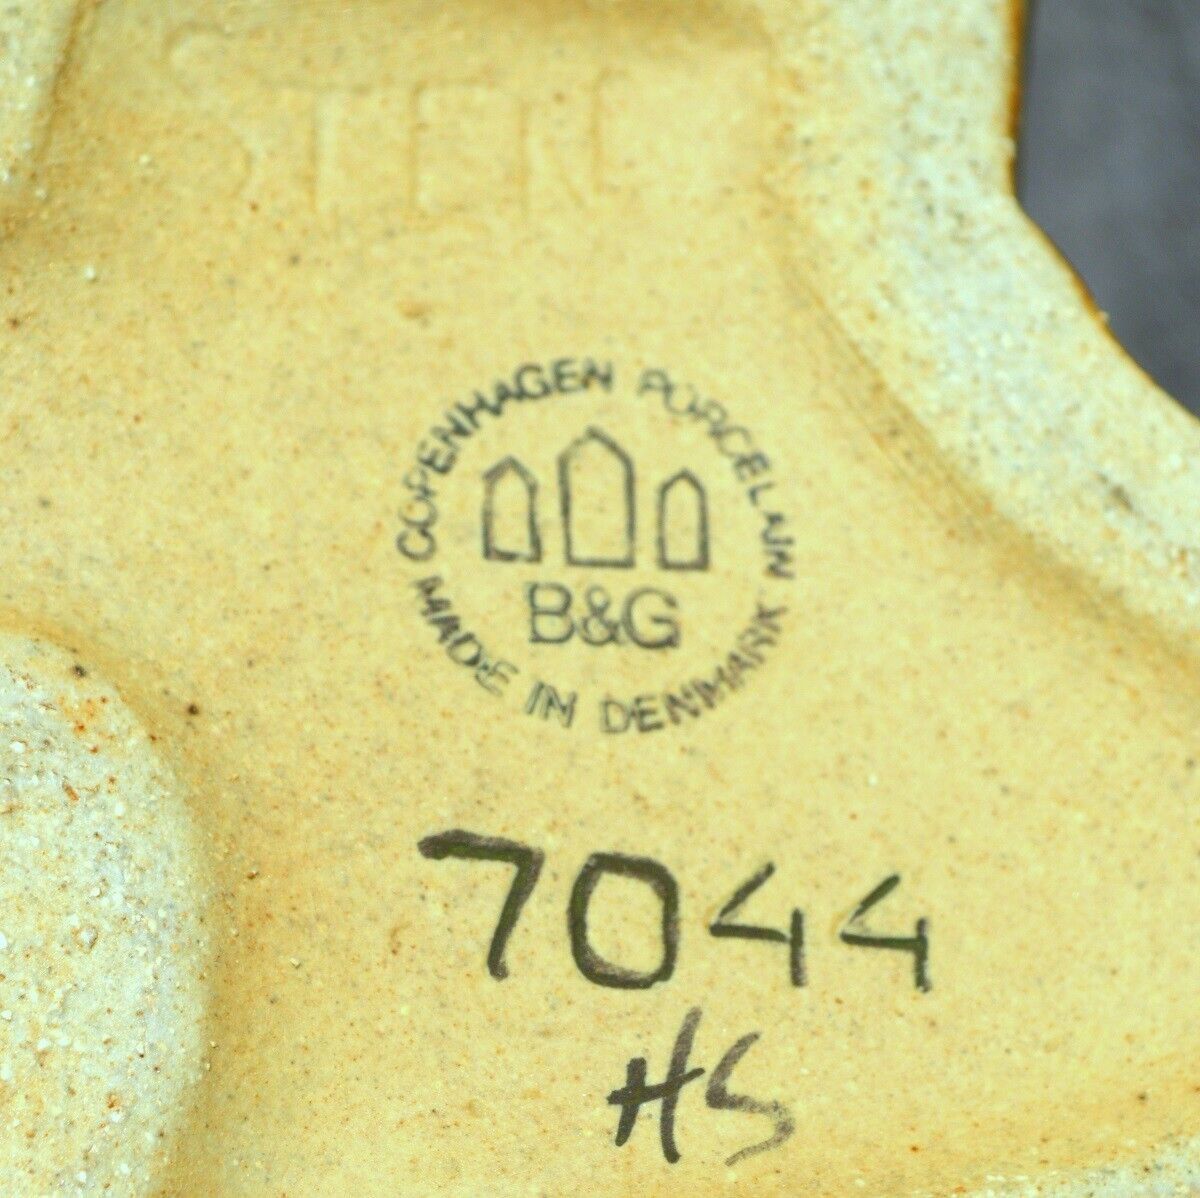 COPENHAGEN PORCELAIN
B&G
MADE IN DENMARK
7044
HS